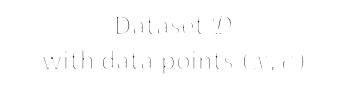 Dataset 𝒟
with data points (x, c)